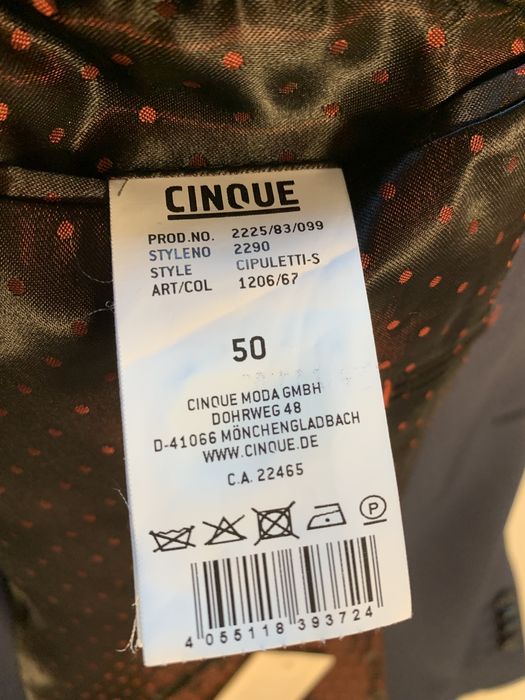 CINQUE
PROD.NO. 2225/83/099
STYLENO 2290
STYLE CIPULETTI-S
ART/COL 1206/67
50
CINQUE MODA GMBH
DOHRWEG 48
D-41066 MÖNCHENGLADBACH
WWW.CINQUE.DE
C.A. 22465
P
4 055118 393724